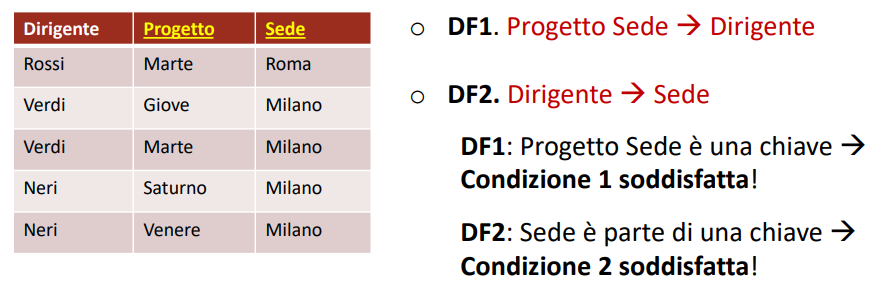 Dirigente Progetto Sede
Rossi Marte Roma
Verdi Giove Milano
Verdi Marte Milano
Neri Saturno Milano
Neri Venere Milano
o DF1. Progetto Sede → Dirigente
o DF2. Dirigente → Sede
DF1: Progetto Sede è una chiave →
Condizione 1 soddisfatta!
DF2: Sede è parte di una chiave →
Condizione 2 soddisfatta!